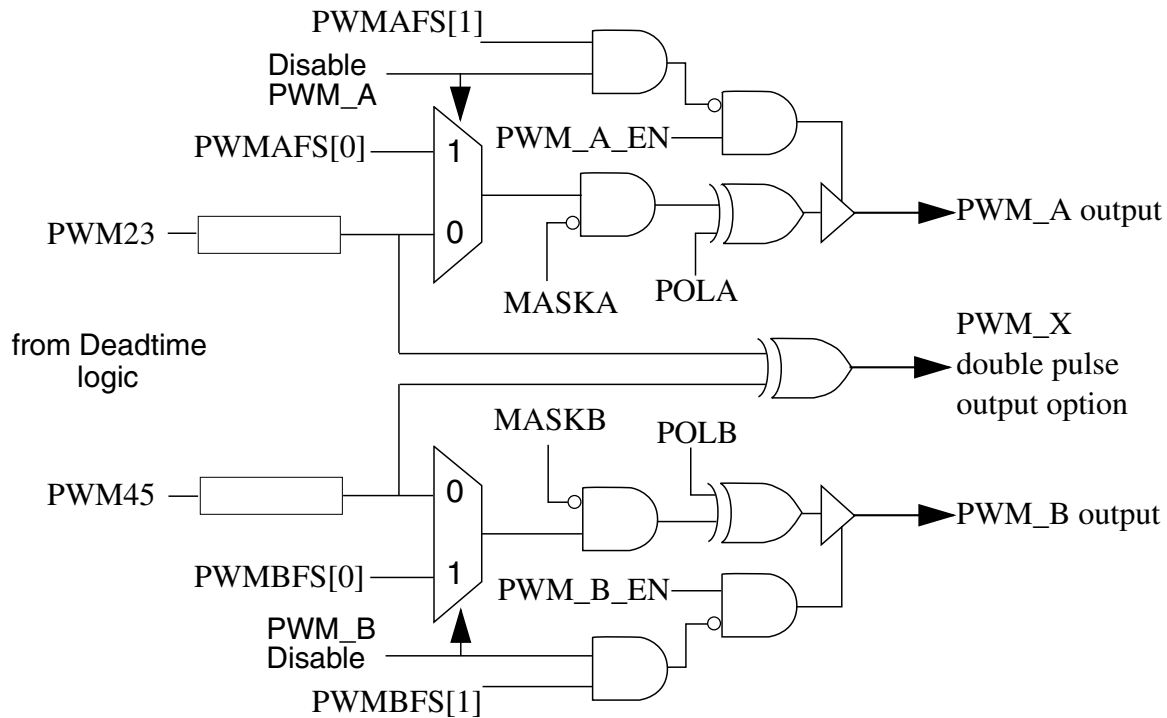 PWMAFS[1]
Disable
PWM_A
PWMAFS[0]
1
PWM_A_EN
PWM23
0
PWM_A output
MASKA
POLA
from Deadtime
logic
PWM_X
double pulse
output option
MASKB
POLB
PWM45
0
PWM_B output
PWMBFS[0]
1
PWM_B_EN
PWM_B
Disable
PWMBFS[1]